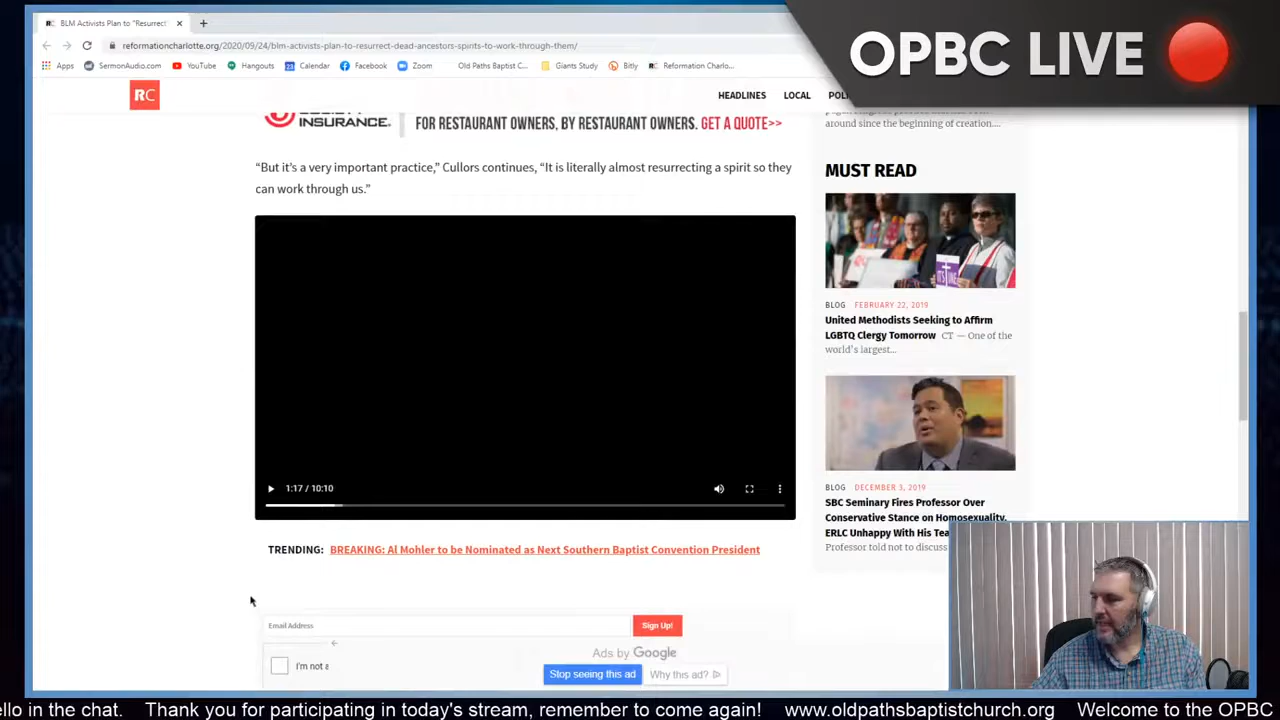 BLM Activists Plan to "Resurrect
OPBC LIVE
reformationcharlotte.org/2020/09/24/blm-activists-plan-to-resurrect-dead-ancestors-spirits-to-work-through-them/
Apps SermonAudio.com YouTube Hangouts Calendar Facebook Zoom Old Paths Baptist C... Giants Study Bitly Reformation Charlo...
RC
HEADLINES LOCAL
INSURANCE.
FOR RESTAURANT OWNERS, BY RESTAURANT OWNERS. GET A QUOTE>>
around since the beginning of creation....
“But it’s a very important practice,” Cullors continues, “It is literally almost resurrecting a spirit so they
can work through us.”
1:17 / 10:10
TRENDING: BREAKING: Al Mohler to be Nominated as Next Southern Baptist Convention President
MUST READ
BLOG FEBRUARY 22, 2019
United Methodists Seeking to Affirm
LGBTQ Clergy Tomorrow CT — One of the
world's largest...
BLOG DECEMBER 3, 2019
SBC Seminary Fires Professor Over
Conservative Stance on Homosexuality,
ERLC Unhappy With His
Professor told not to discuss
Email Address
Sign Up!
I'm not a
Ads by Google
Stop seeing this ad
Why this ad?
ello in the chat. Thank you for participating in today's stream, remember to come again! www.oldpathsbaptistchurch.org Welcome to the OPBC